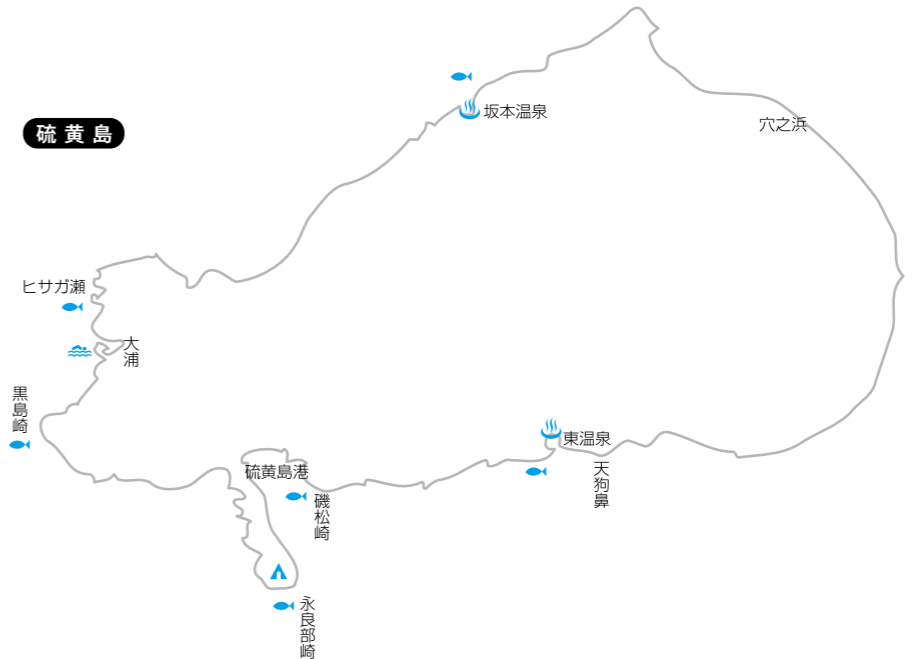 硫黄島
坂本温泉
穴之浜
ヒサガ瀬
大浦
黒島崎
東温泉
硫黄島港
天狗鼻
磯松崎
永良部崎